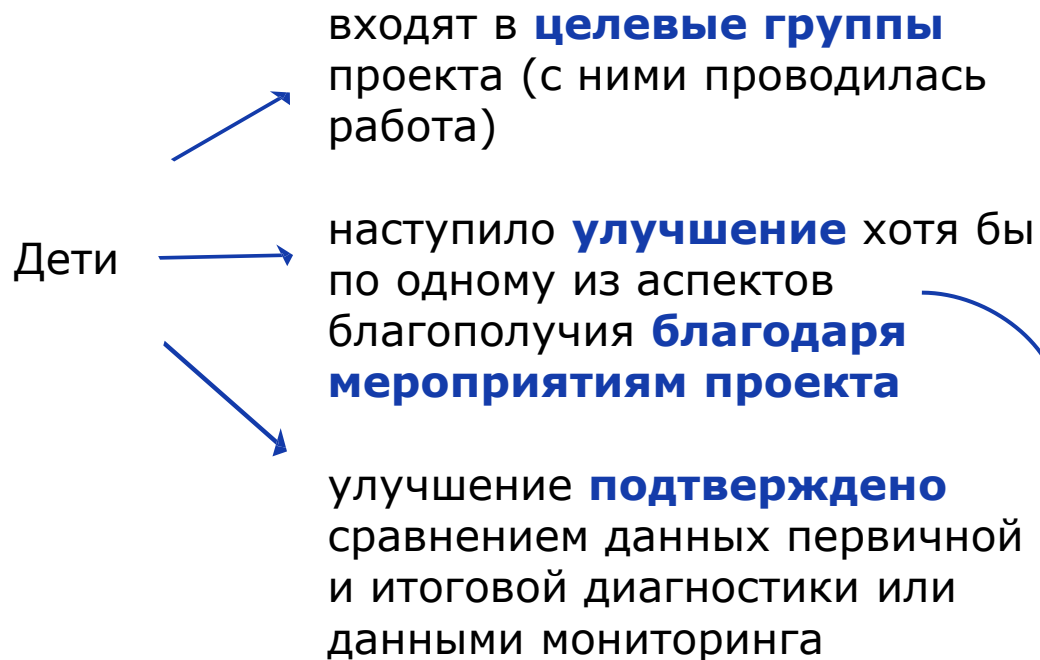 входят в целевые группы
проекта (с ними проводилась
работа)
Дети
наступило улучшение хотя бы
по одному из аспектов
благополучия благодаря
мероприятиям проекта
улучшение подтверждено
сравнением данных первичной
и итоговой диагностики или
данными мониторинга